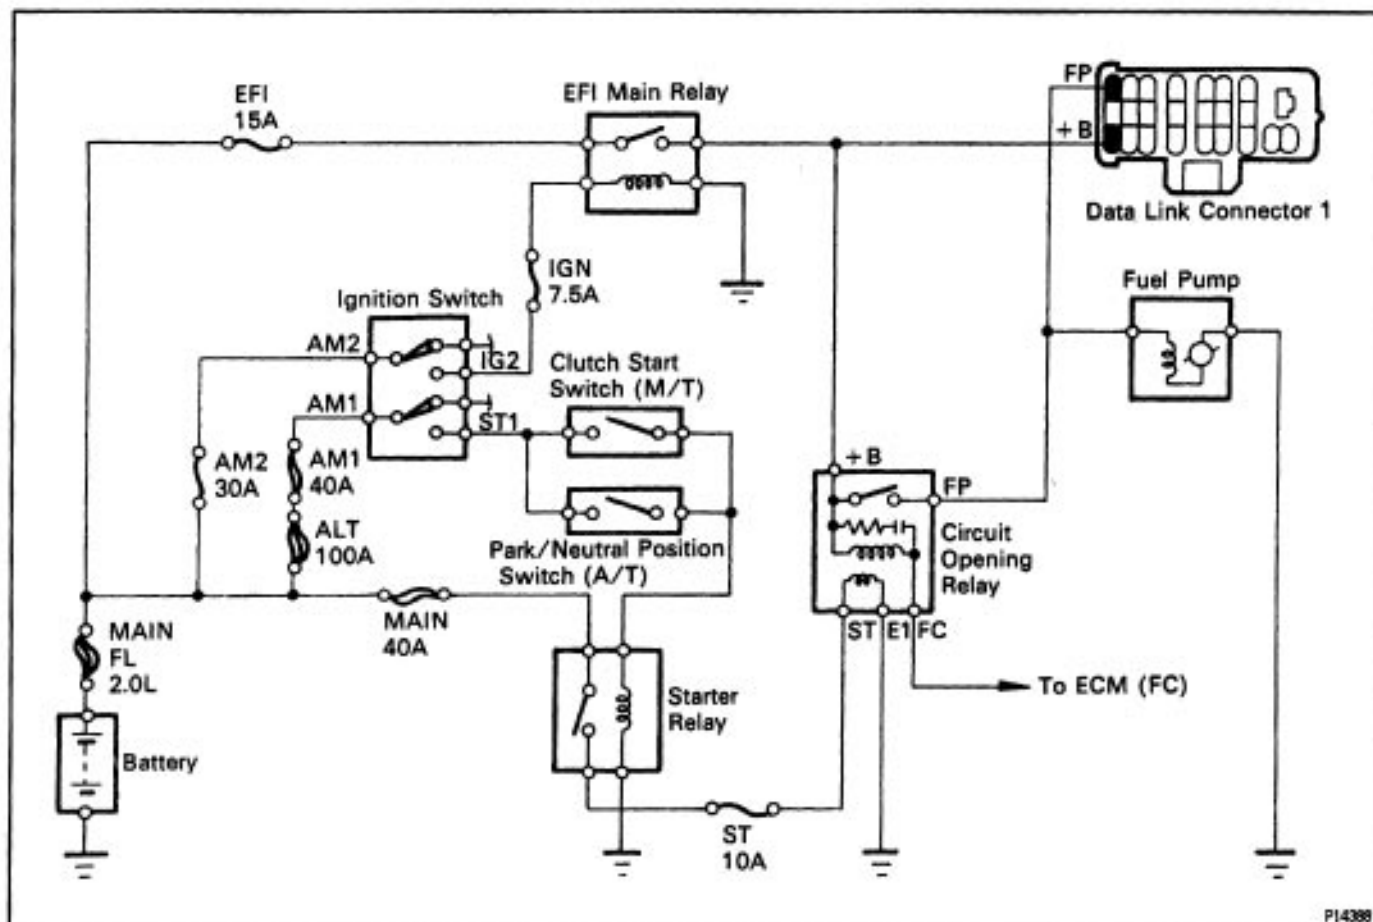 EFI
15A
EFI Main Relay
FP
+B
Data Link Connector 1
IGN
7.5A
Fuel Pump
Ignition Switch
AM2
IG2
Clutch Start
Switch (M/T)
AM1
ST1
AM2
30A
AM1
40A
ALT
100A
Park/Neutral Position
Switch (A/T)
+B
FP
Circuit
Opening
Relay
MAIN
40A
ST E1 FC
MAIN
FL
2.0L
To ECM (FC)
Starter
Relay
Battery
ST
10A
P14388